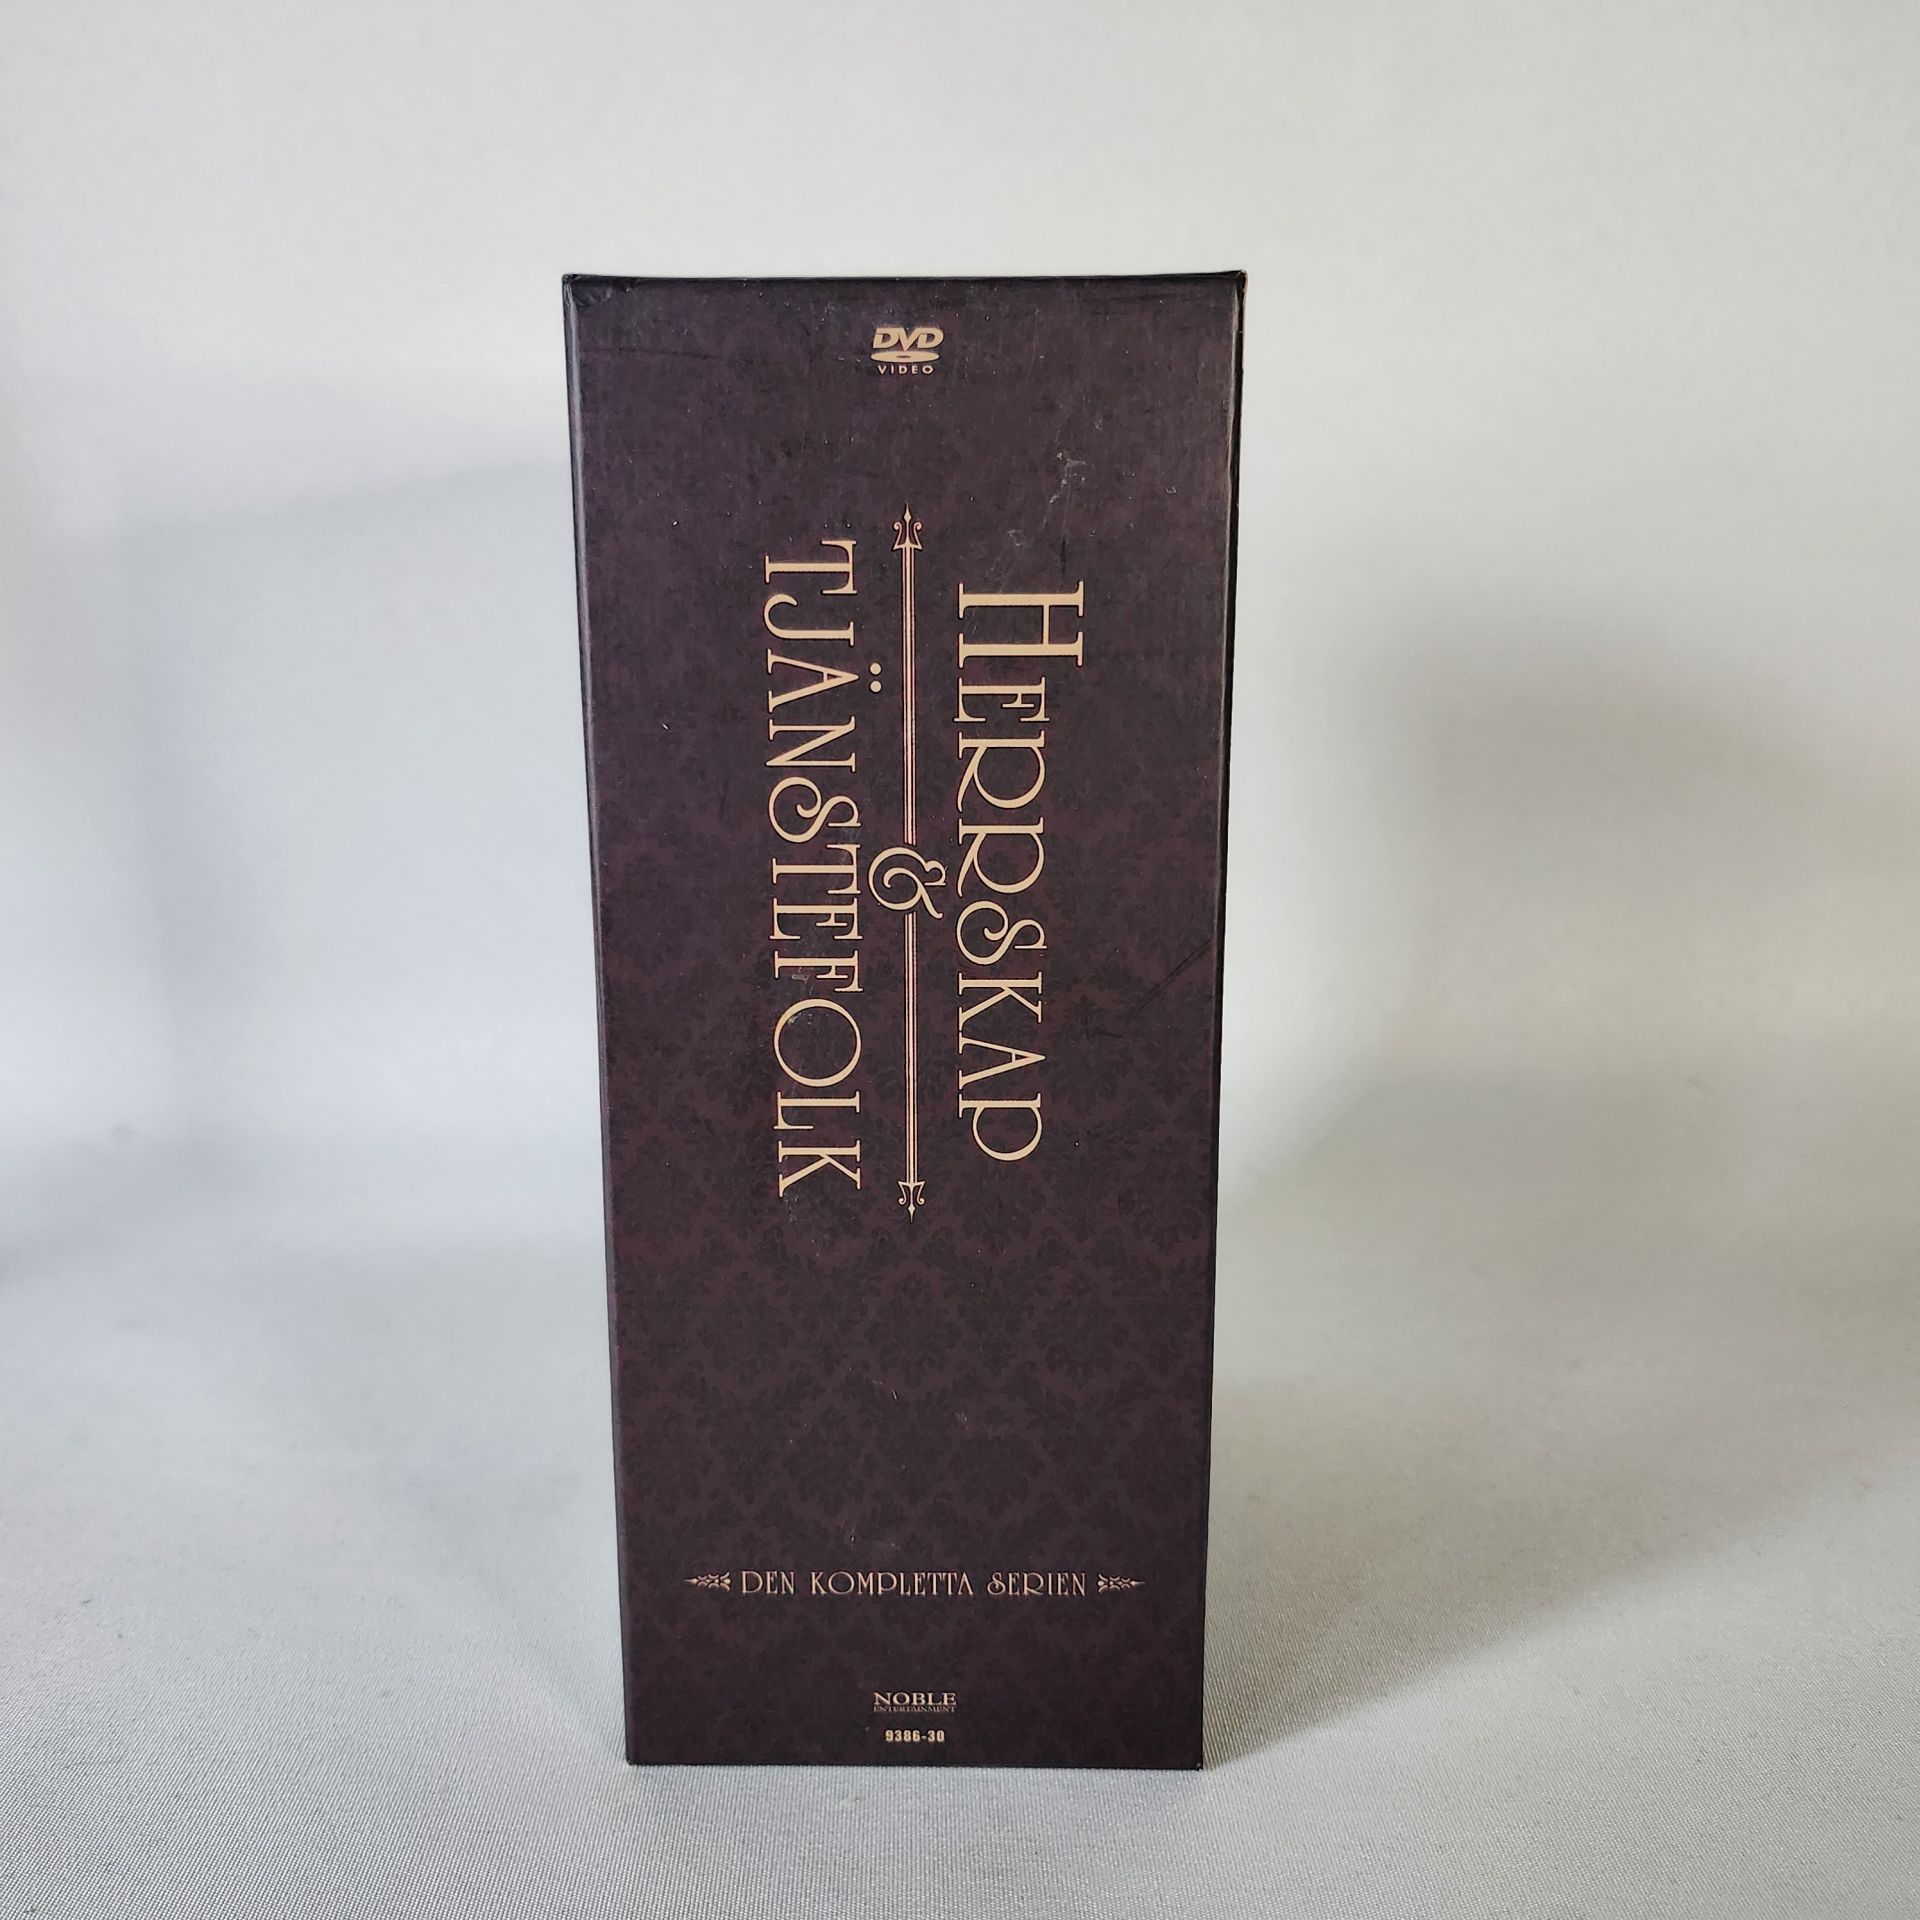 DVD
VIDEO
HERRSKAP
&
TJÄNSTEFOLK
DEN KOMPLETTA SERIEN
NOBLE
ENTERTAINMENT
9386-30